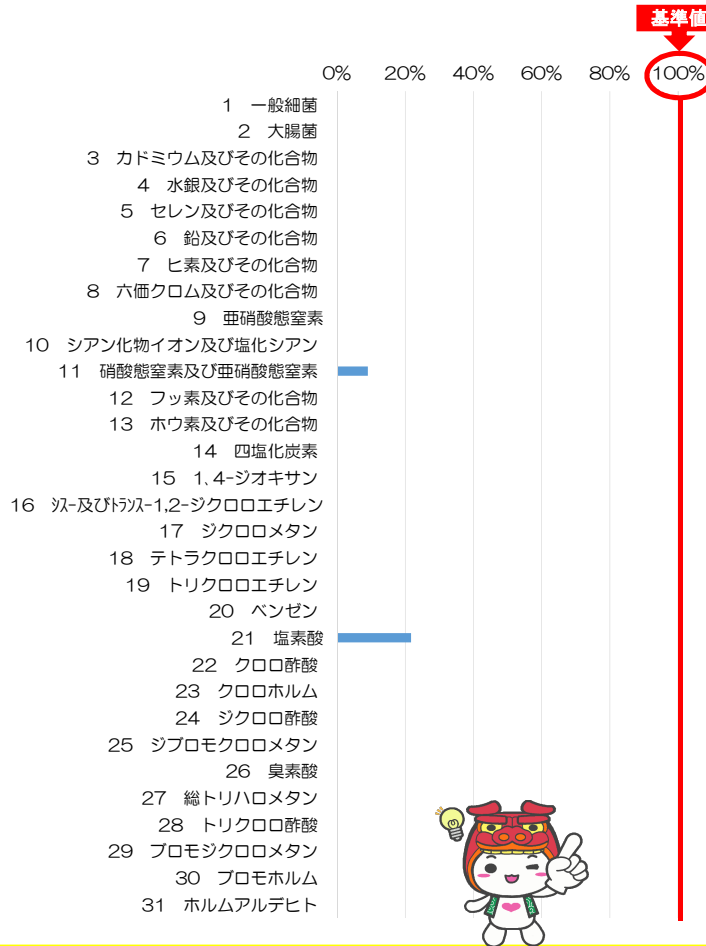 基準値
0% 20% 40% 60% 80% 100%
1 一般細菌
2 大腸菌
3 カドミウム及びその化合物
4 水銀及びその化合物
5 セレン及びその化合物
6 鉛及びその化合物
7 ヒ素及びその化合物
8 六価クロム及びその化合物
9 亜硝酸態窒素
10 シアン化物イオン及び塩化シアン
11 硝酸態窒素及び亜硝酸態窒素
12 フッ素及びその化合物
13 ホウ素及びその化合物
14 四塩化炭素
15 1､4-ジオキサン
16 ｼｽ-及びﾄﾗﾝｽ-1,2-ジクロロエチレン
17 ジクロロメタン
18 テトラクロロエチレン
19 トリクロロエチレン
20 ベンゼン
21 塩素酸
22 クロロ酢酸
23 クロロホルム
24 ジクロロ酢酸
25 ジブロモクロロメタン
26 臭素酸
27 総トリハロメタン
28 トリクロロ酢酸
29 ブロモジクロロメタン
30 ブロモホルム
31 ホルムアルデヒト